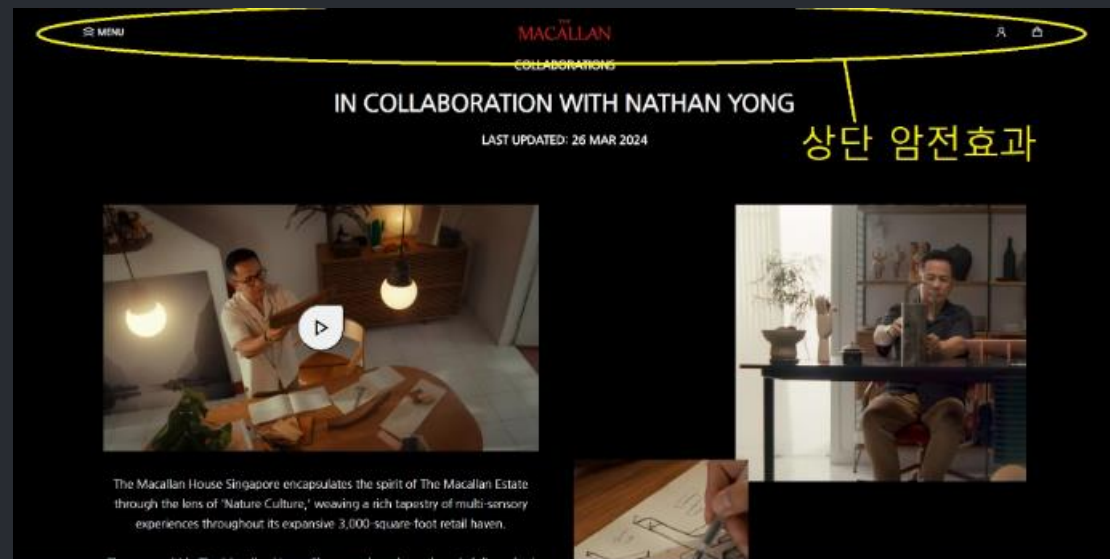 MENU
THE
MACALLAN
COLLABORATIONS
IN COLLABORATION WITH NATHAN YONG
LAST UPDATED: 26 MAR 2024
상단 암전효과
The Macallan House Singapore encapsulates the spirit of The Macallan Estate
through the lens of 'Nature Culture,' weaving a rich tapestry of multi-sensory
experiences throughout its expansive 3,000-square-foot retail haven.